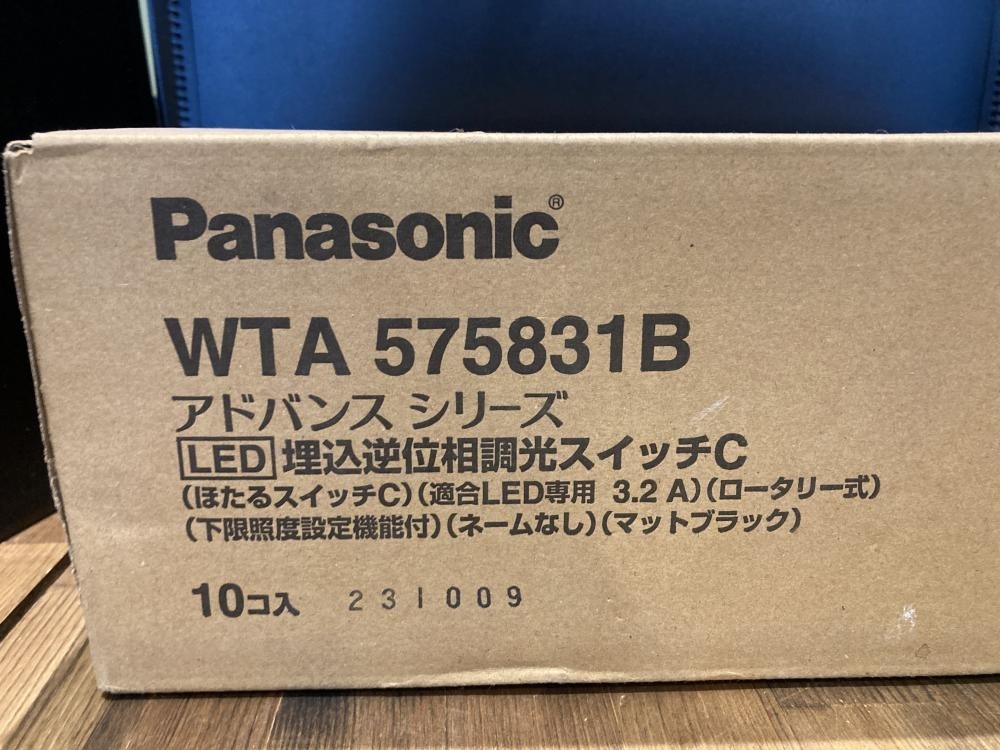 Panasonic®
WTA 575831B
アドバンス シリーズ
LED 埋込逆位相調光スイッチC
(ほたるスイッチC)(適合LED専用 3.2 A)(ロータリー式)
(下限照度設定機能付)(ネームなし)(マットブラック)
10コ入 231009